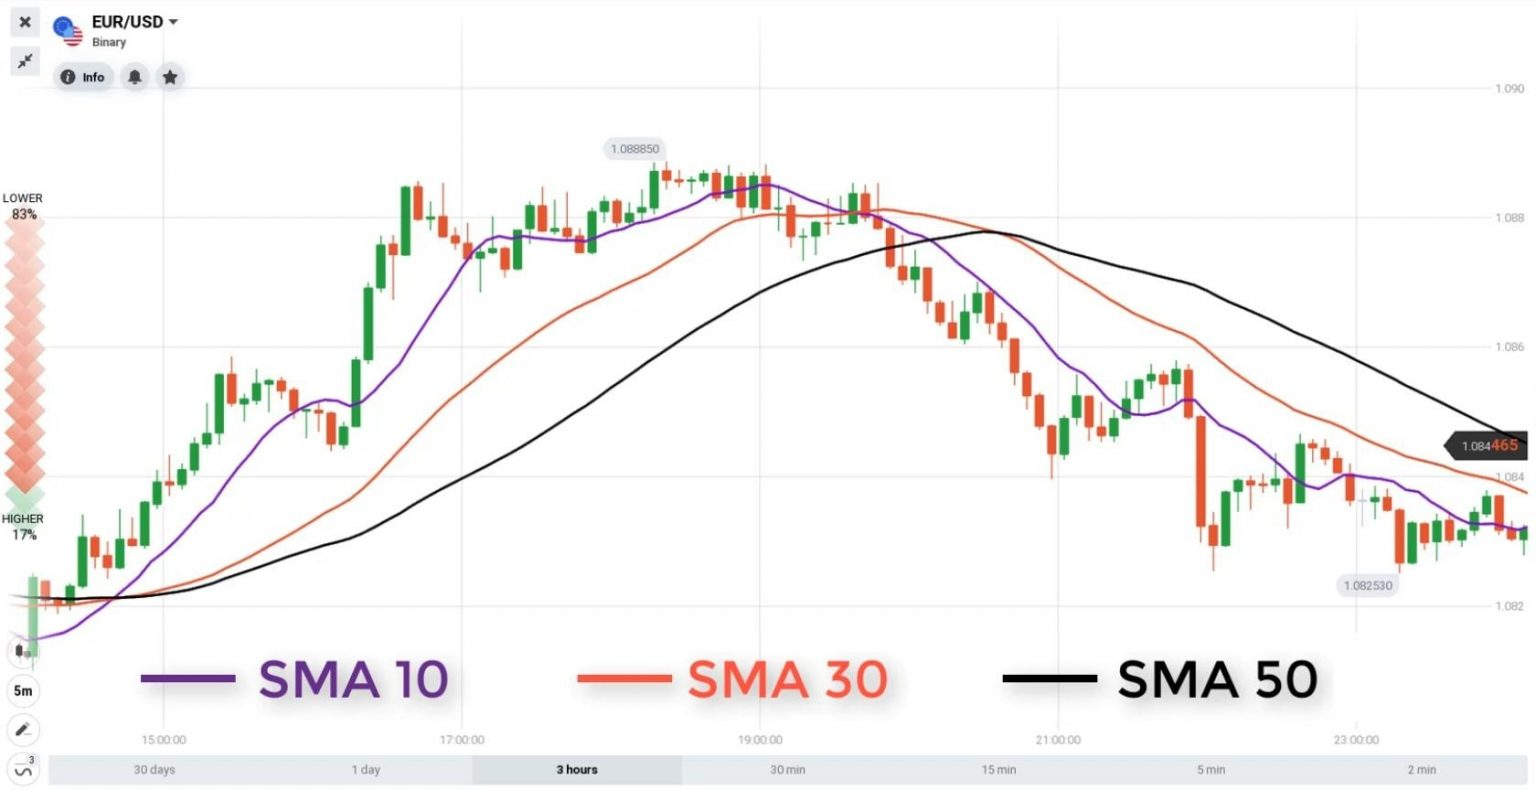 EUR/USD
Binary
Info
1.090
1.088850
LOWER
83%
1.088
1.086
1.084465
1.084
HIGHER
17%
1.082530
1.082
SMA 10
SMA 30
SMA 50
5m
15:00:00
17:00:00
19:00:00
21:00:00
23:00:00
3
30 days
1 day
3 hours
30 min
15 min
5 min
2 min